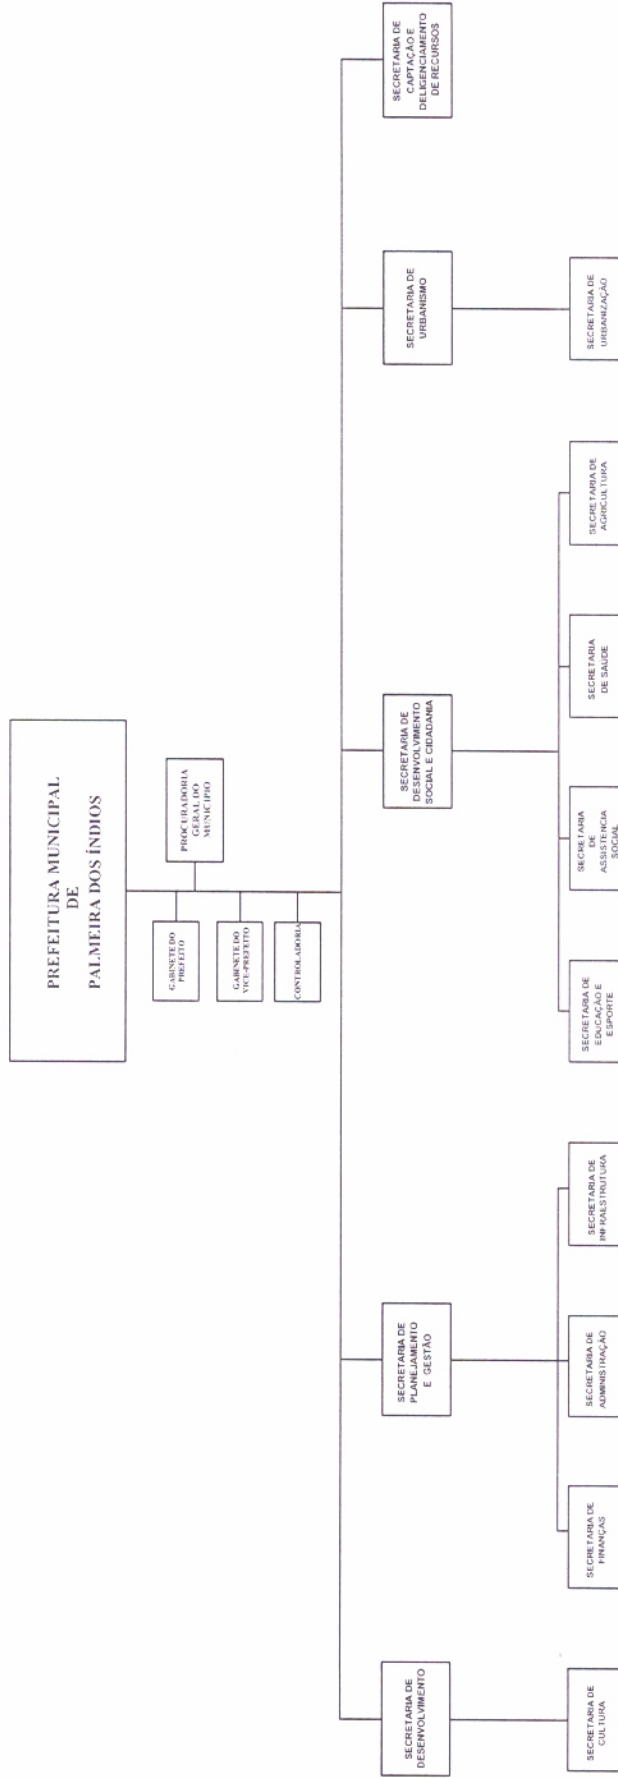 PREFEITURA MUNICIPAL
DE
PALMEIRA DOS ÍNDIOS
GABINETE DO
PREFEITO
PROCURADORIA
GERAL DO
MUNICÍPIO
GABINETE DO
VICE-PREFEITO
CONTROLADORIA
SECRETARIA DE
DESENVOLVIMENTO
SECRETARIA DE
PLANEJAMENTO
E GESTÃO
SECRETARIA DE
DESENVOLVIMENTO
SOCIAL E CIDADANIA
SECRETARIA DE
URBANISMO
SECRETARIA DE
CAPTAÇÃO E
DELIGENCIAMENTO
DE RECURSOS
SECRETARIA DE
CULTURA
SECRETARIA DE
FINANÇAS
SECRETARIA DE
ADMINISTRAÇÃO
SECRETARIA DE
INFRAESTRUTURA
SECRETARIA DE
EDUCAÇÃO E
ESPORTE
SECRETARIA
DE
ASSISTENCIA
SOCIAL
SECRETARIA
DE SAUDE
SECRETARIA DE
AGRICULTURA
SECRETARIA DE
URBANIZAÇÃO